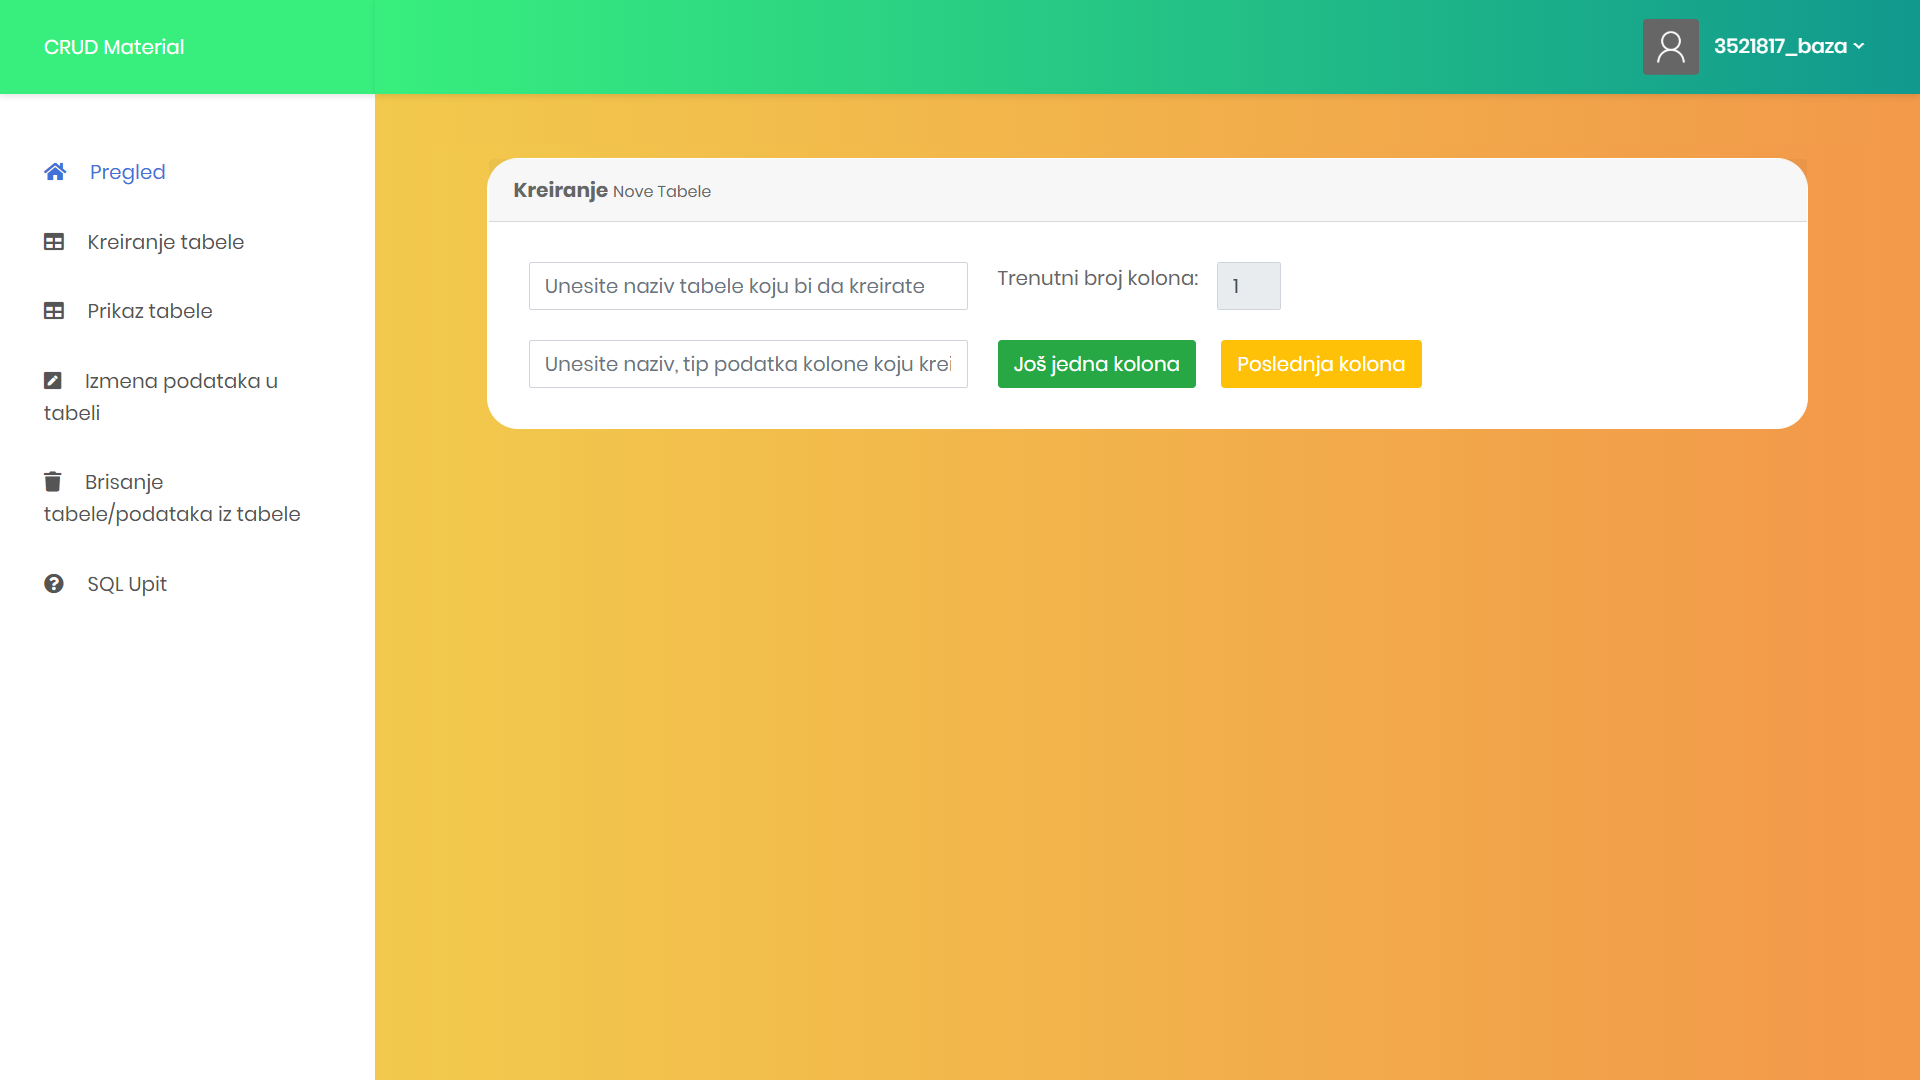 CRUD Material
3521817_baza
Pregled
Kreiranje tabele
Prikaz tabele
Izmena podataka u
tabeli
Brisanje
tabele/podataka iz tabele
SQL Upit
Kreiranje Nove Tabele
Unesite naziv tabele koju bi da kreirate
Trenutni broj kolona:
1
Unesite naziv, tip podatka kolone koju krei
Još jedna kolona
Poslednja kolona